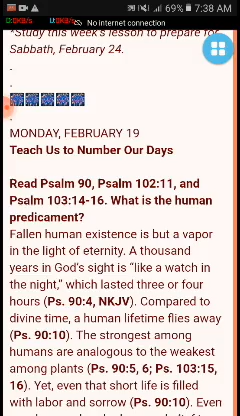 69% 7:38 AM
D:0KB/s U:0KB/s No internet connection
*Study this week's lesson to prepare for
Sabbath, February 24.
.
.
MONDAY, FEBRUARY 19
Teach Us to Number Our Days
Read Psalm 90, Psalm 102:11, and
Psalm 103:14-16. What is the human
predicament?
Fallen human existence is but a vapor
in the light of eternity. A thousand
years in God's sight is “like a watch in
the night,” which lasted three or four
hours (Ps. 90:4, NKJV). Compared to
divine time, a human lifetime flies away
(Ps. 90:10). The strongest among
humans are analogous to the weakest
among plants (Ps. 90:5, 6; Ps. 103:15,
16). Yet, even that short life is filled
with labor and sorrow (Ps. 90:10). Even